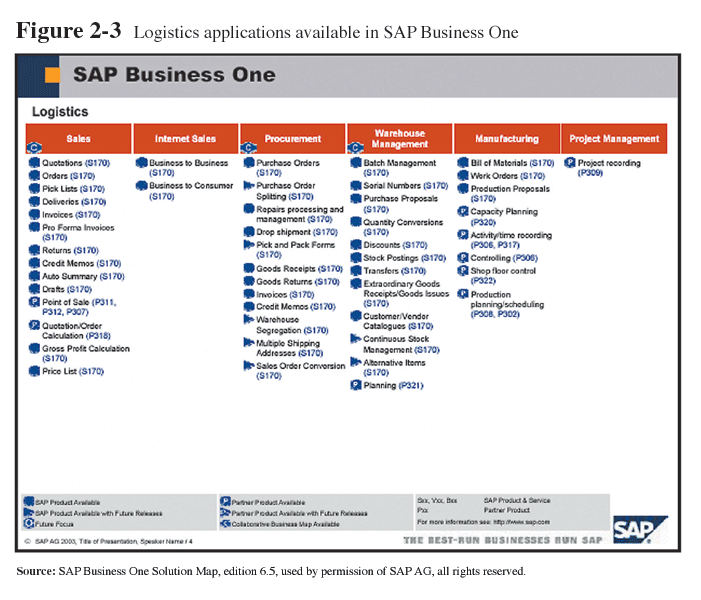 Figure 2-3 Logistics applications available in SAP Business One
SAP Business One
Logistics
Sales
Quotations (S170)
Orders (S170)
Pick Lists (S170)
Deliveries (S170)
Invoices (S170)
Pro Forma Invoices
(S170)
Returns (S170)
Credit Memos (S170)
Auto Summary (S170)
Drafts (S170)
Point of Sale (P311,
P312, P307)
Quotation/Order
Calculation (P318)
Gross Profit Calculation
(S170)
Price List (S170)
Internet Sales
Business to Business
(S170)
Business to Consumer
(S170)
Procurement
Purchase Orders
(S170)
Purchase Order
Splitting (S170)
Repairs processing and
management (S170)
Drop shipment (S170)
Pick and Pack Forms
(S170)
Goods Receipts (S170)
Goods Returns (S170)
Invoices (S170)
Credit Memos (S170)
Warehouse
Segregation (S170)
Multiple Shipping
Addresses (S170)
Sales Order Conversion
(S170)
Warehouse
Management
Batch Management
(S170)
Serial Numbers (S170)
Purchase Proposals
(S170)
Quantity Conversions
(S170)
Discounts (S170)
Stock Postings (S170)
Transfers (S170)
Extraordinary Goods
Receipts/Goods Issues
(S170)
Customer/Vendor
Catalogues (S170)
Continuous Stock
Management (S170)
Alternative Items
(S170)
Planning (P321)
Manufacturing
Bill of Materials (S170)
Work Orders (S170)
Production Proposals
(S170)
Capacity Planning
(P320)
Activity/time recording
(P306, P317)
Controlling (P306)
Shop floor control
(P322)
Production
planning/scheduling
(P308, P302)
Project Management
Project recording
(P309)
SAP Product Available
SAP Product Available with Future Releases
Future Focus
Partner Product Available
Partner Product Available with Future Releases
Collaborative Business Map Available
Sxx, Vxx, Bxx SAP Product & Service
Pxx Partner Product
For more information see: http://www.sap.com
© SAP AG 2003, Title of Presentation, Speaker Name / 4
THE BEST-RUN BUSINESSES RUN SAP
SAP
Source: SAP Business One Solution Map, edition 6.5, used by permission of SAP AG, all rights reserved.